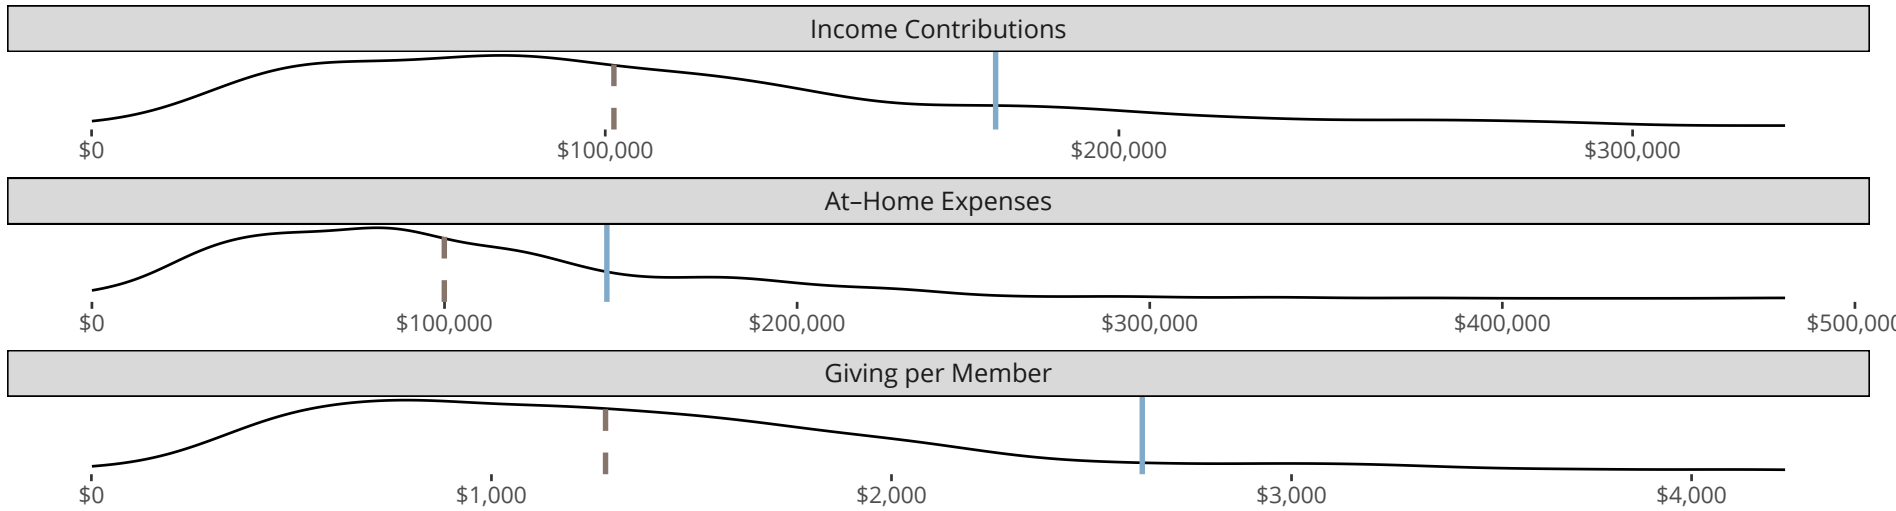 Income Contributions
$0 $100,000 $200,000 $300,000
At–Home Expenses
$0 $100,000 $200,000 $300,000 $400,000 $500,000
Giving per Member
$0 $1,000 $2,000 $3,000 $4,000